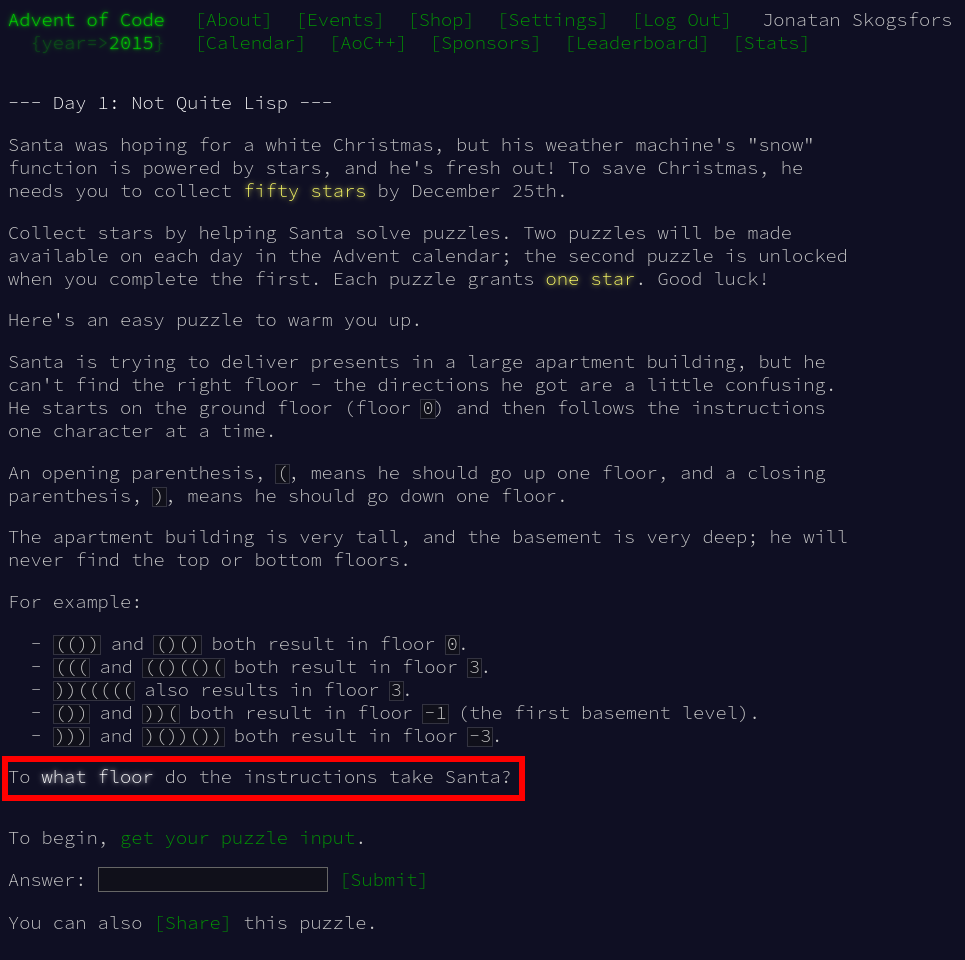 Advent of Code [About] [Events] [Shop] [Settings] [Log Out] Jonatan Skogsfors
{year=>2015} [Calendar] [AoC++] [Sponsors] [Leaderboard] [Stats]
--- Day 1: Not Quite Lisp ---
Santa was hoping for a white Christmas, but his weather machine's "snow"
function is powered by stars, and he's fresh out! To save Christmas, he
needs you to collect fifty stars by December 25th.
Collect stars by helping Santa solve puzzles. Two puzzles will be made
available on each day in the Advent calendar; the second puzzle is unlocked
when you complete the first. Each puzzle grants one star. Good luck!
Here's an easy puzzle to warm you up.
Santa is trying to deliver presents in a large apartment building, but he
can't find the right floor - the directions he got are a little confusing.
He starts on the ground floor (floor 0) and then follows the instructions
one character at a time.
An opening parenthesis, (, means he should go up one floor, and a closing
parenthesis, ), means he should go down one floor.
The apartment building is very tall, and the basement is very deep; he will
never find the top or bottom floors.
For example:
- (()) and ()() both result in floor 0.
- ((( and (()(()( both result in floor 3.
- ))((((( also results in floor 3.
- ()) and ))( both result in floor -1 (the first basement level).
- ))) and )())()) both result in floor -3.
To what floor do the instructions take Santa?
To begin, get your puzzle input.
Answer: [Submit]
You can also [Share] this puzzle.